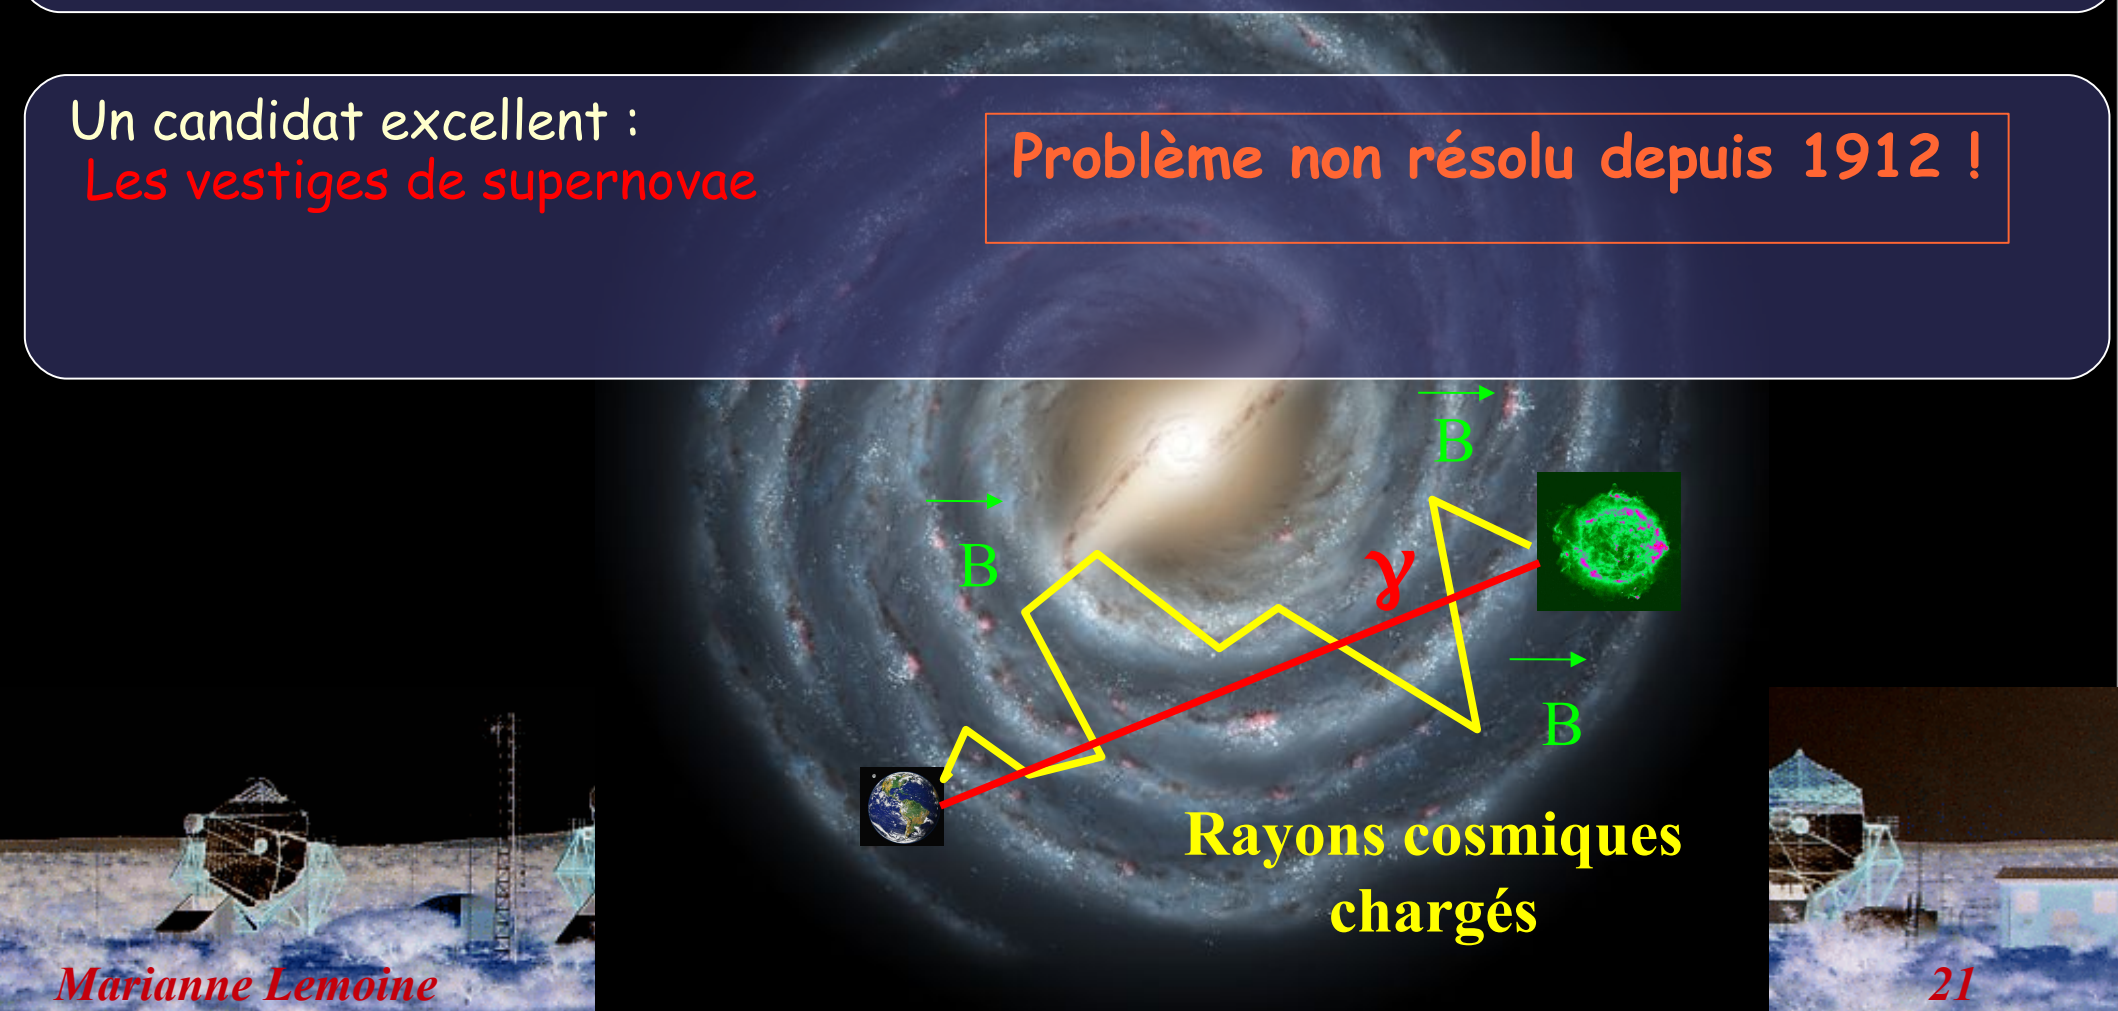 Un candidat excellent :
Les vestiges de supernovae
Problème non résolu depuis 1912 !
B
B
γ
B
Rayons cosmiques
chargés
Marianne Lemoine
21